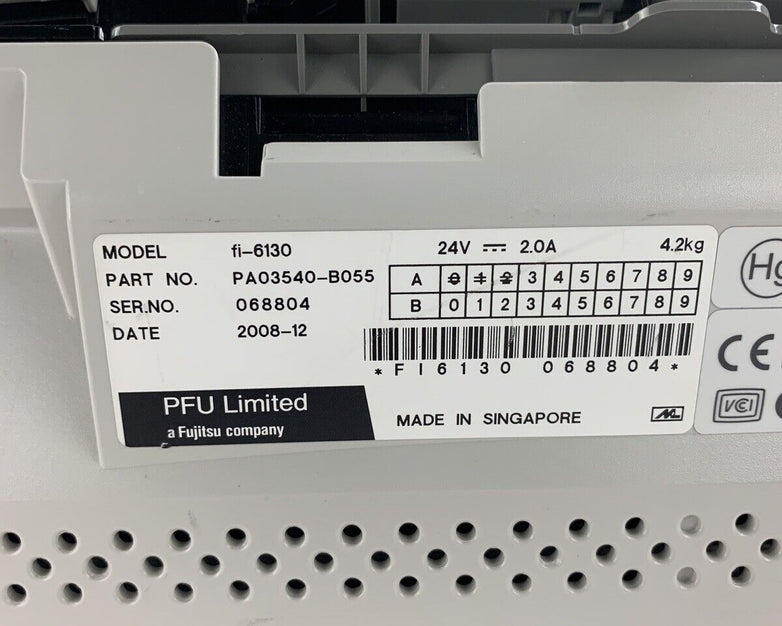 MODEL fi-6130 24V ⎓ 2.0A 4.2kg
PART NO. PA03540-B055
A 0 1 2 3 4 5 6 7 8 9
SER.NO. 068804
B 0 1 2 3 4 5 6 7 8 9
DATE 2008-12
*FI6130 068804*
PFU Limited
a Fujitsu company
MADE IN SINGAPORE
Hg
CE
VCI